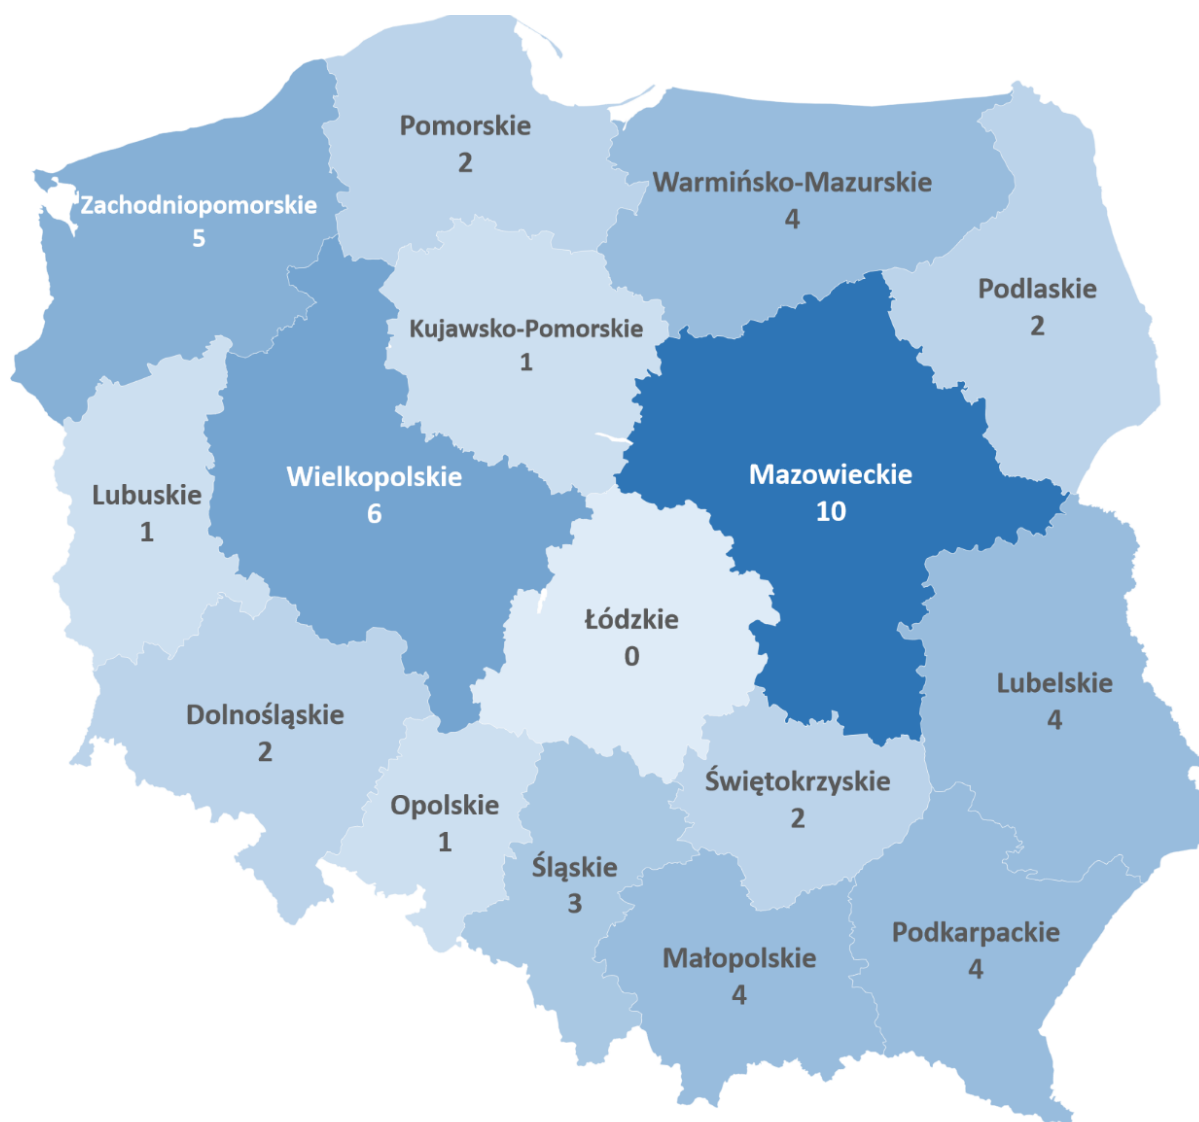 Pomorskie
2
Warmińsko-Mazurskie
4
Zachodniopomorskie
5
Podlaskie
2
Kujawsko-Pomorskie
1
Wielkopolskie
6
Mazowieckie
10
Lubuskie
1
Łódzkie
0
Lubelskie
4
Dolnośląskie
2
Świętokrzyskie
2
Opolskie
1
Śląskie
3
Podkarpackie
4
Małopolskie
4